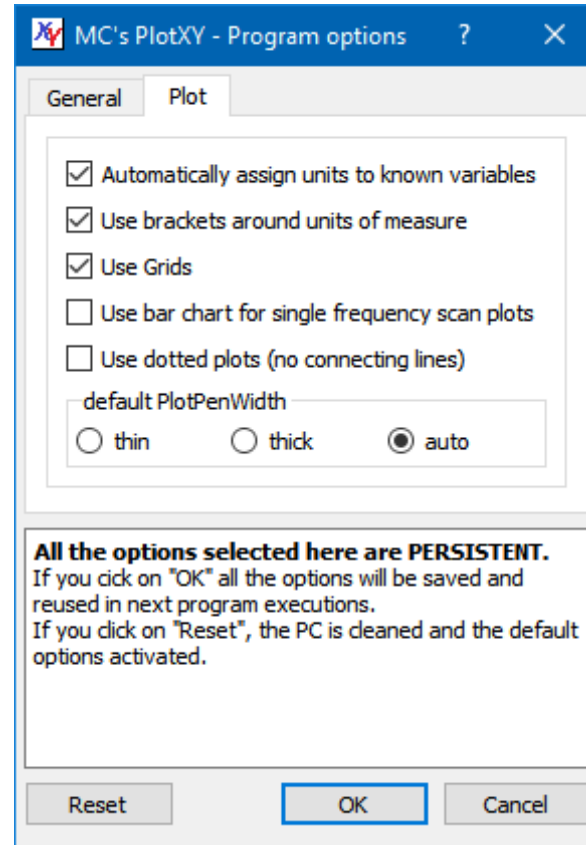 XY MC's PlotXY - Program options ? ×
General Plot
Automatically assign units to known variables
Use brackets around units of measure
Use Grids
Use bar chart for single frequency scan plots
Use dotted plots (no connecting lines)
default PlotPenWidth
thin thick auto
All the options selected here are PERSISTENT.
If you cick on "OK" all the options will be saved and
reused in next program executions.
If you click on "Reset", the PC is cleaned and the default
options activated.
Reset OK Cancel